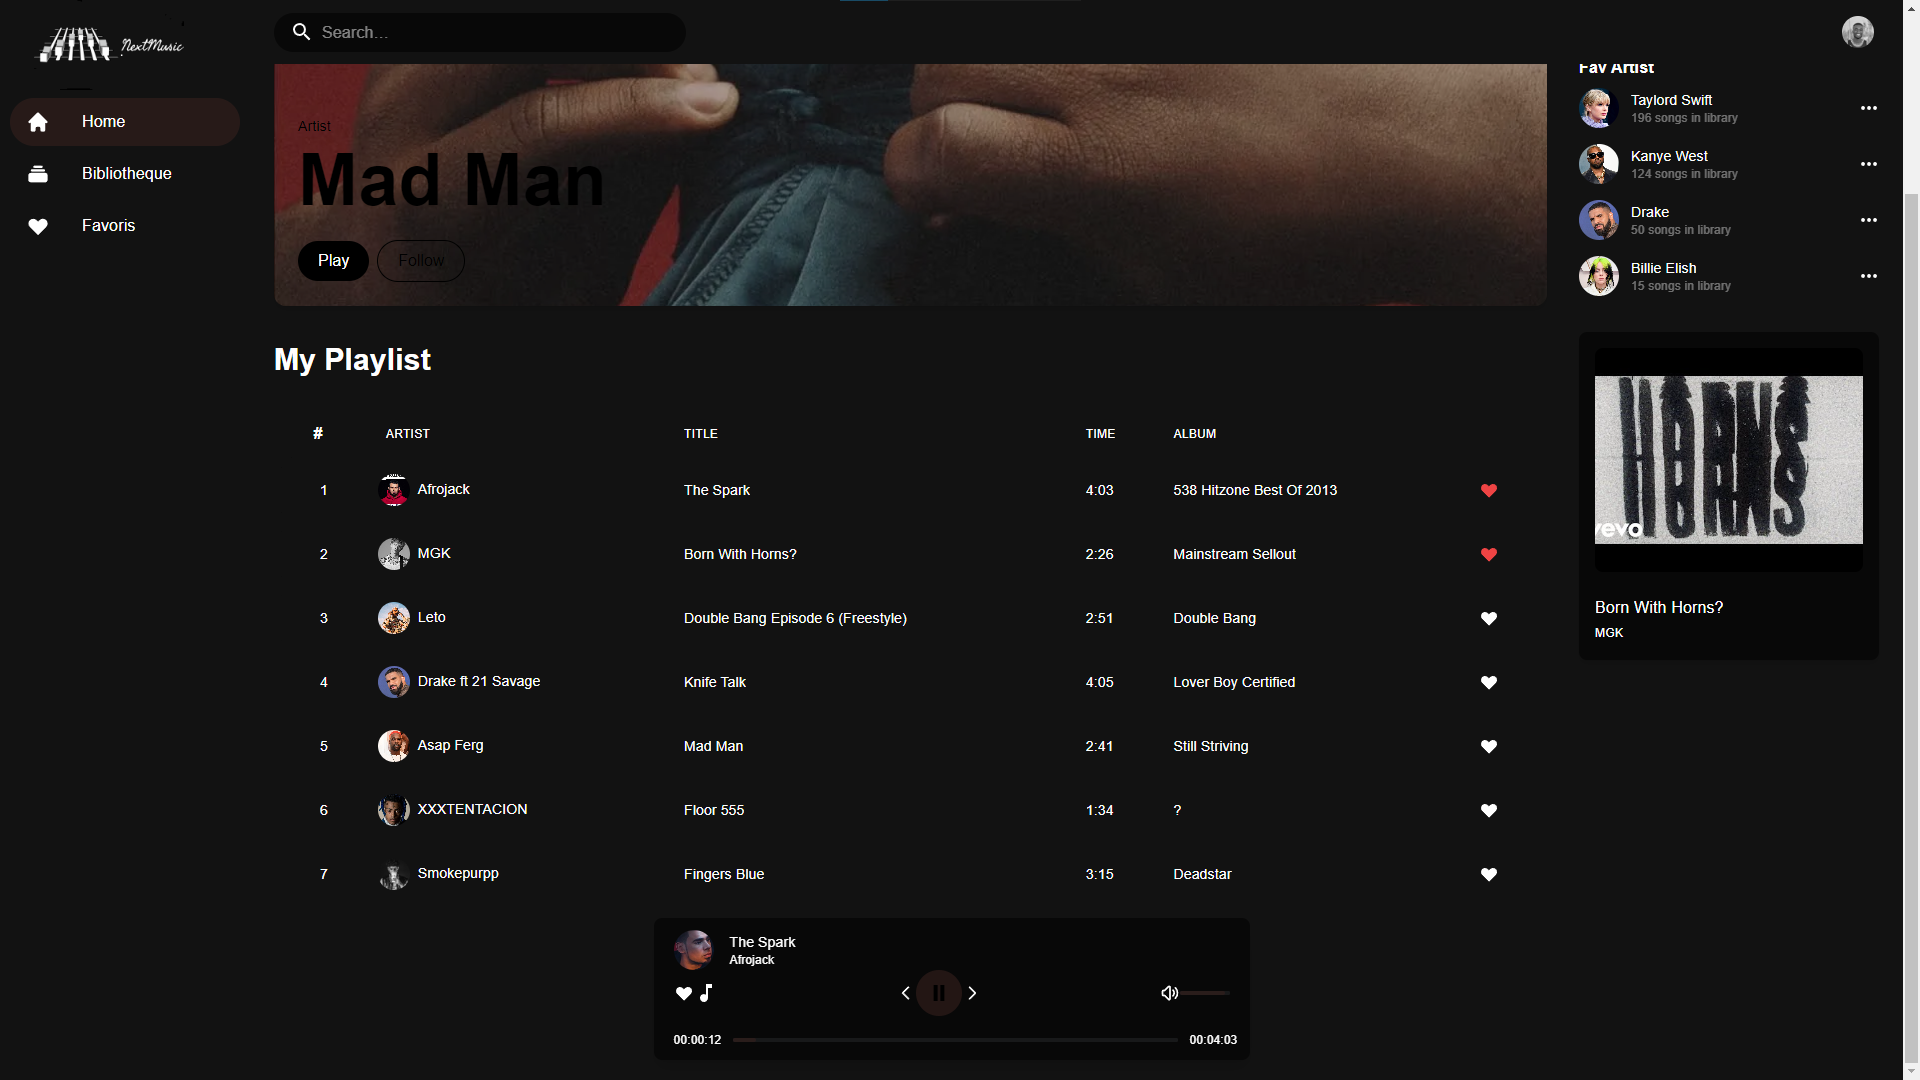 NextMusic
Search...
Home
Bibliotheque
Favoris
Artist
Mad Man
Play
Follow
Fav Artist
Taylord Swift
196 songs in library
Kanye West
124 songs in library
Drake
50 songs in library
Billie Elish
15 songs in library
HORNS
vevo
Born With Horns?
MGK
My Playlist
# ARTIST TITLE TIME ALBUM
1 Afrojack The Spark 4:03 538 Hitzone Best Of 2013
2 MGK Born With Horns? 2:26 Mainstream Sellout
3 Leto Double Bang Episode 6 (Freestyle) 2:51 Double Bang
4 Drake ft 21 Savage Knife Talk 4:05 Lover Boy Certified
5 Asap Ferg Mad Man 2:41 Still Striving
6 XXXTENTACION Floor 555 1:34 ?
7 Smokepurpp Fingers Blue 3:15 Deadstar
The Spark
Afrojack
00:00:12 00:04:03